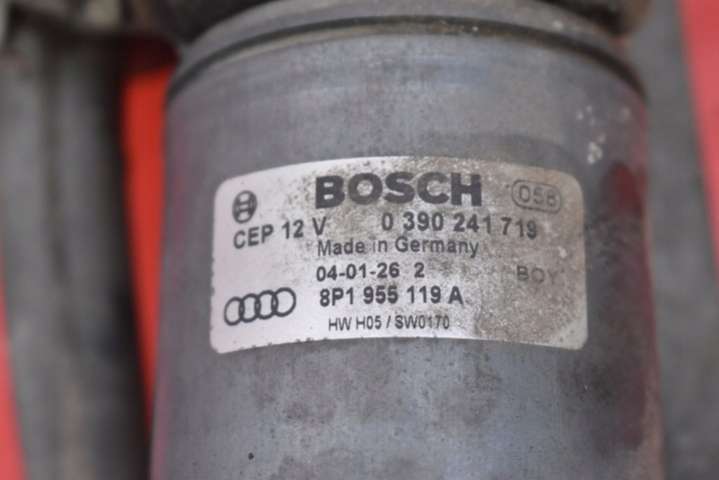 BOSCH 058
CEP 12 V 0 390 241 719
Made in Germany
04-01-26 2 BOY
8P1 955 119 A
HW H05 / SW0170